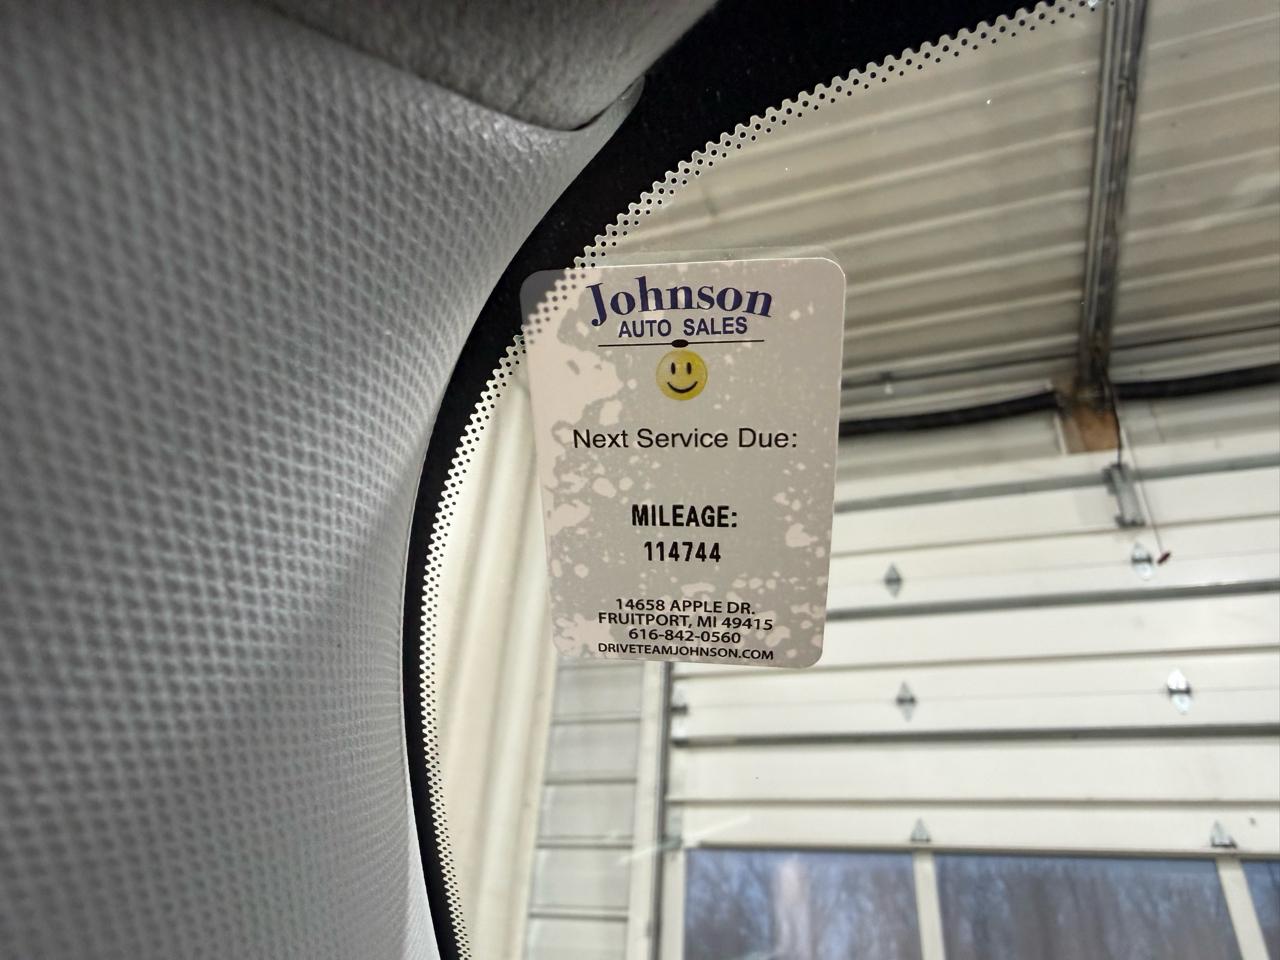 Johnson
AUTO SALES
Next Service Due:
MILEAGE:
114744
14658 APPLE DR.
FRUITPORT, MI 49415
616-842-0560
DRIVETEAMJOHNSON.COM